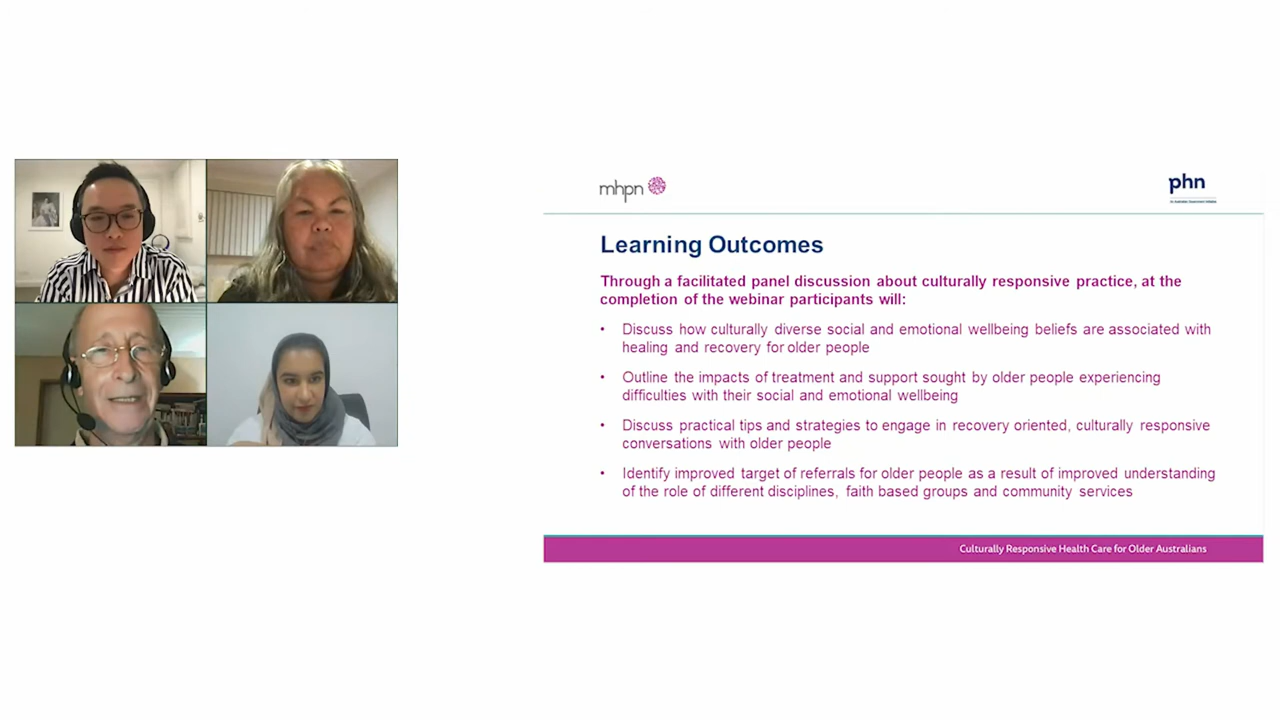 mhpn
phn
An Australian Government Initiative
Learning Outcomes
Through a facilitated panel discussion about culturally responsive practice, at the
completion of the webinar participants will:
• Discuss how culturally diverse social and emotional wellbeing beliefs are associated with
healing and recovery for older people
• Outline the impacts of treatment and support sought by older people experiencing
difficulties with their social and emotional wellbeing
• Discuss practical tips and strategies to engage in recovery oriented, culturally responsive
conversations with older people
• Identify improved target of referrals for older people as a result of improved understanding
of the role of different disciplines, faith based groups and community services
Culturally Responsive Health Care for Older Australians